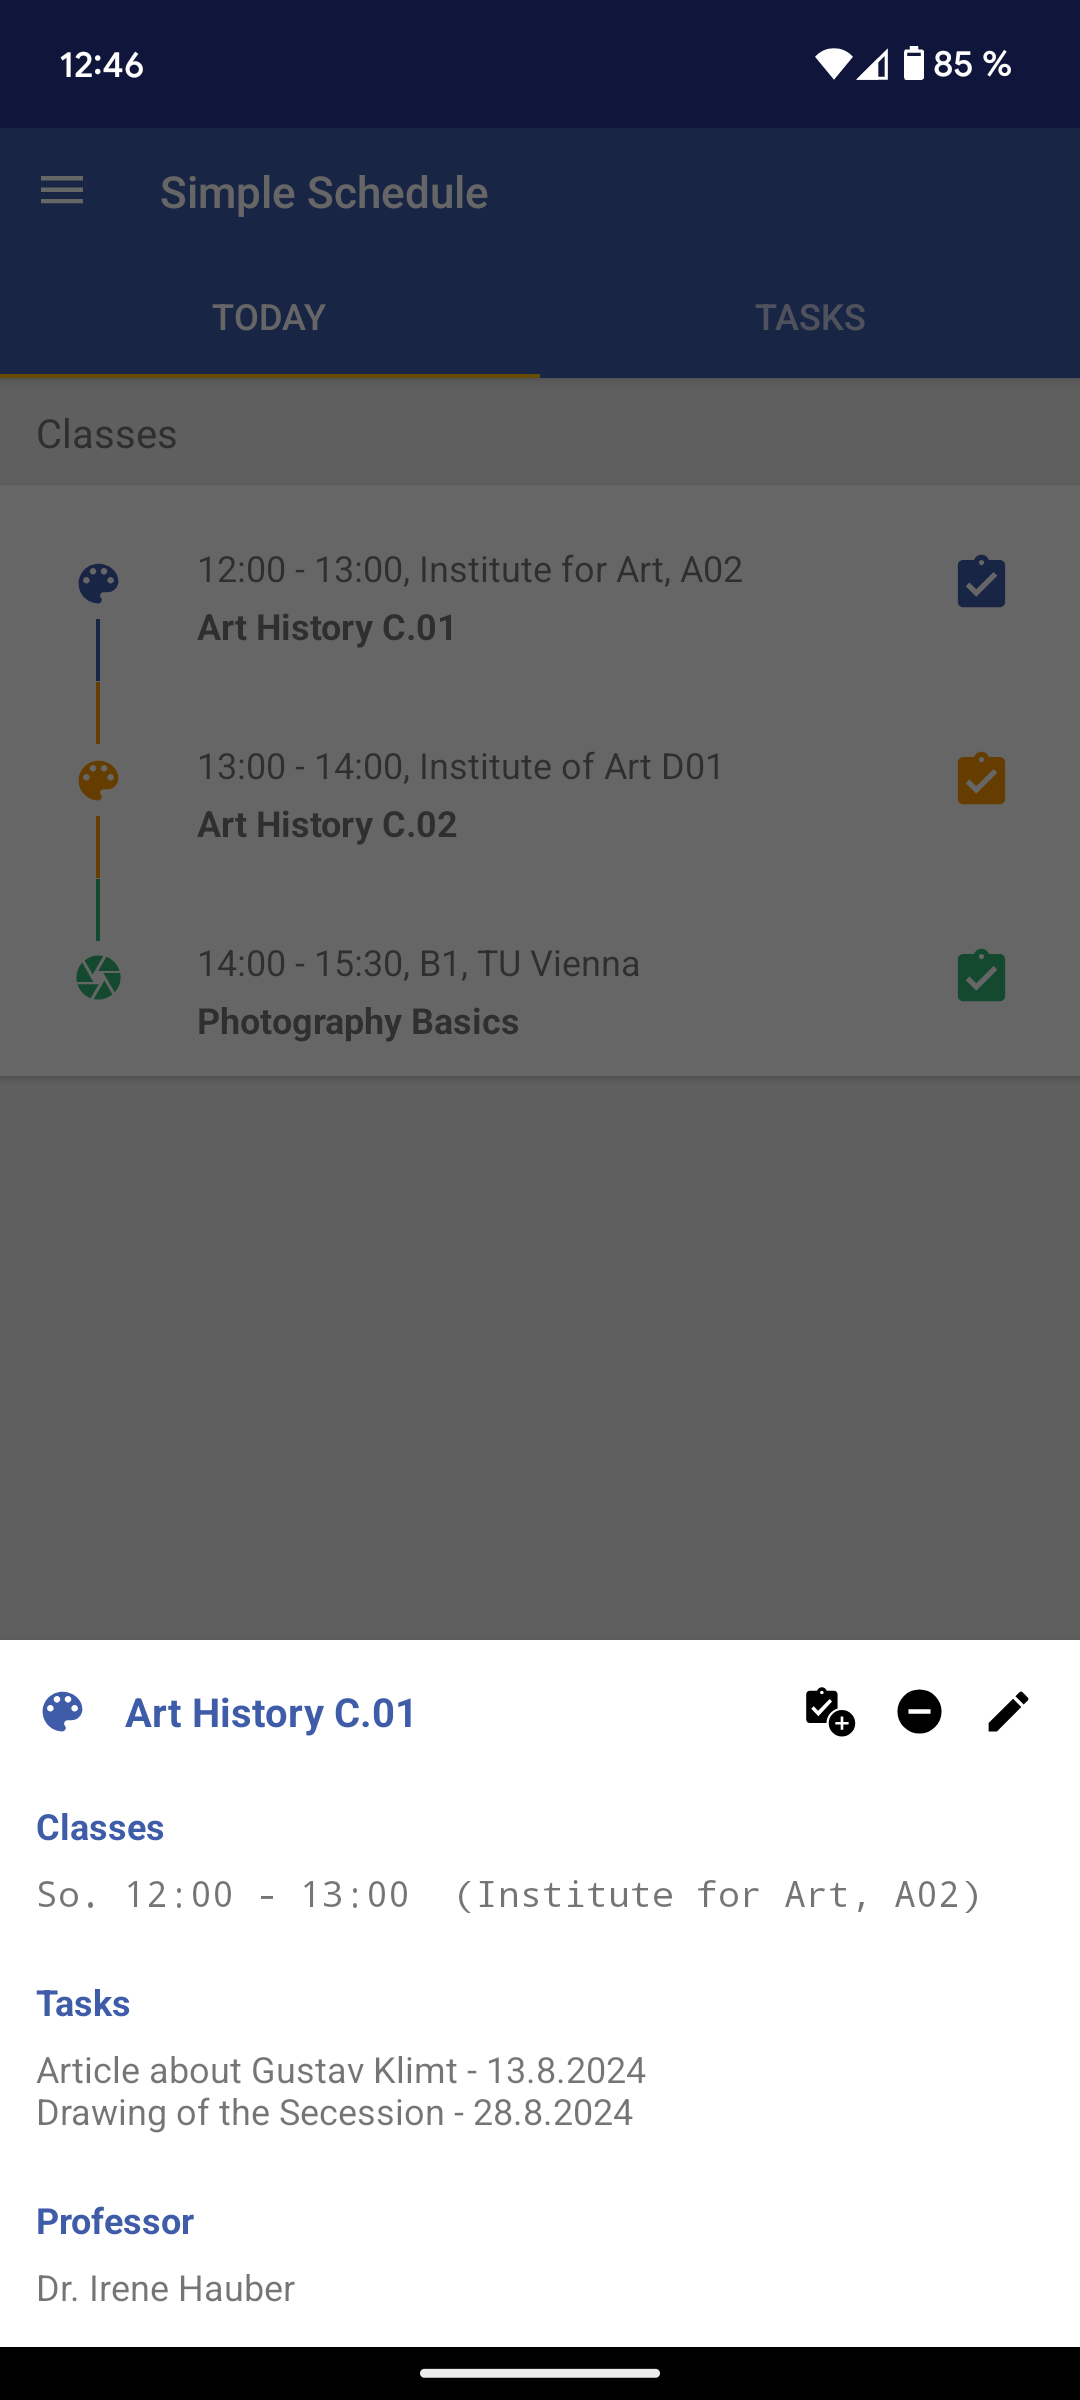 12:46
85 %
Simple Schedule
TODAY
TASKS
Classes
12:00 - 13:00, Institute for Art, A02
Art History C.01
13:00 - 14:00, Institute of Art D01
Art History C.02
14:00 - 15:30, B1, TU Vienna
Photography Basics
Art History C.01
Classes
So. 12:00 - 13:00  (Institute for Art, A02)
Tasks
Article about Gustav Klimt - 13.8.2024
Drawing of the Secession - 28.8.2024
Professor
Dr. Irene Hauber